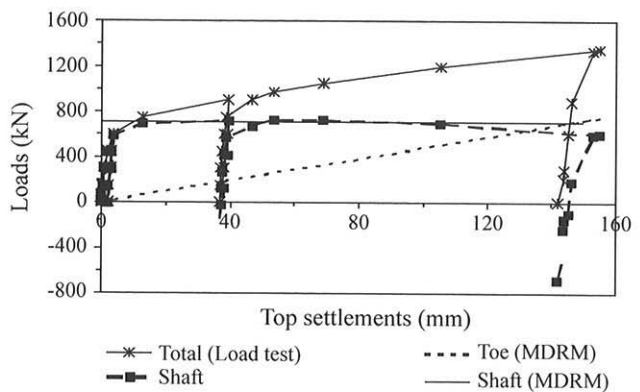 1600
1200
800
400
0
-400
-800
Loads (kN)
0 40 80 120 160
Top settlements (mm)
Total (Load test) Toe (MDRM)
Shaft Shaft (MDRM)